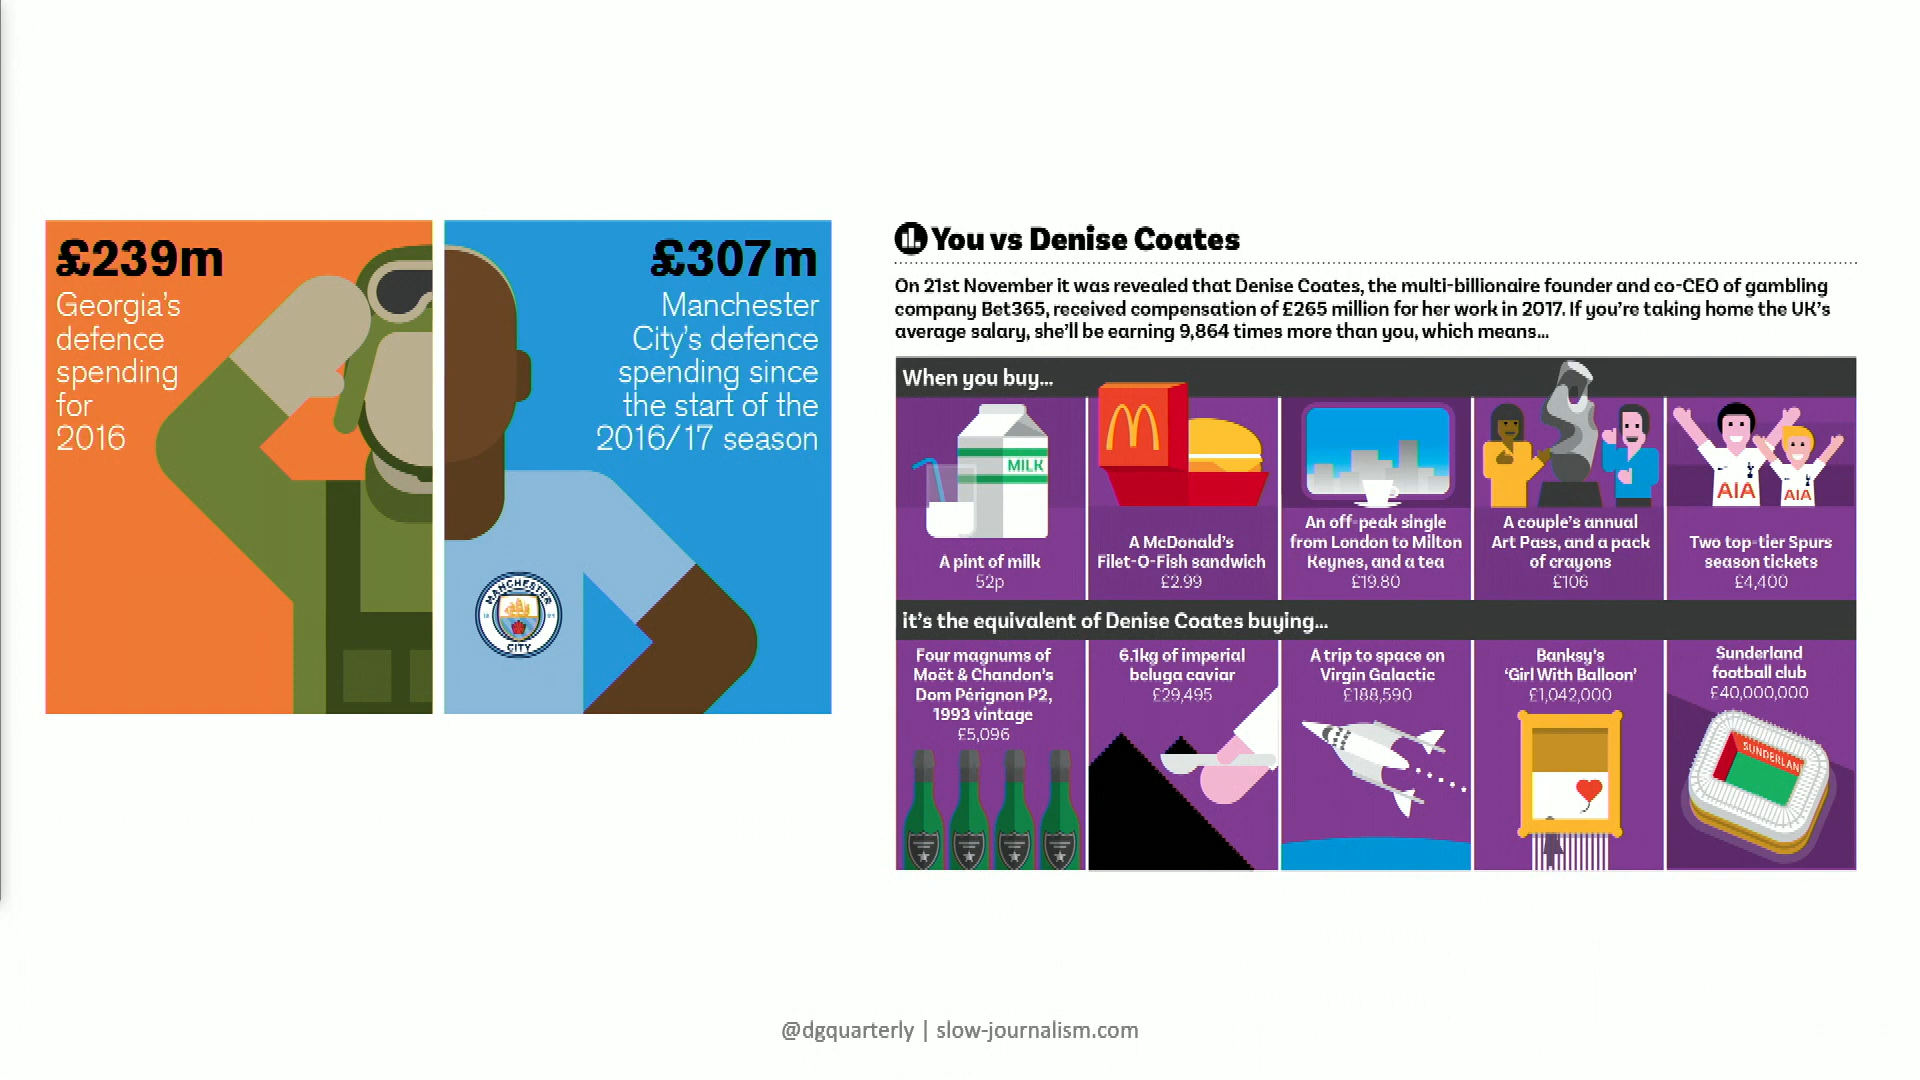 £239m
Georgia's
defence
spending
for
2016
£307m
Manchester
City's defence
spending since
the start of the
2016/17 season
MANCHESTER
CITY
You vs Denise Coates
On 21st November it was revealed that Denise Coates, the multi-billionaire founder and co-CEO of gambling
company Bet365, received compensation of £265 million for her work in 2017. If you're taking home the UK's
average salary, she'll be earning 9,864 times more than you, which means...
When you buy...
MILK
A pint of milk
52p
A McDonald's
Filet-O-Fish sandwich
£2.99
An off-peak single
from London to Milton
Keynes, and a tea
£19.80
A couple's annual
Art Pass, and a pack
of crayons
£106
AIA
AIA
Two top-tier Spurs
season tickets
£4,400
it's the equivalent of Denise Coates buying...
Four magnums of
Moët & Chandon's
Dom Pérignon P2,
1993 vintage
£5,096
6.1kg of imperial
beluga caviar
£29,495
A trip to space on
Virgin Galactic
£188,590
Banksy's
'Girl With Balloon'
£1,042,000
Sunderland
football club
£40,000,000
SUNDERLAN
@dgquarterly | slow-journalism.com